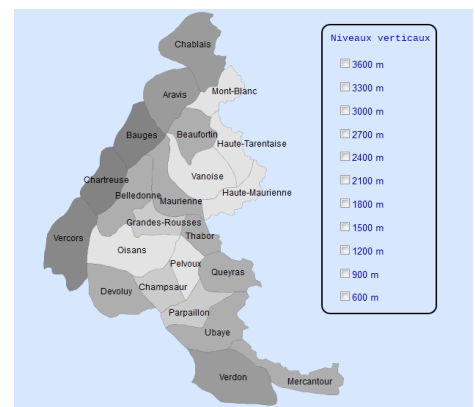 Chablais
Mont-Blanc
Aravis
Beaufortin
Bauges
Haute-Tarentaise
Vanoise
Chartreuse
Belledonne
Haute-Maurienne
Maurienne
Grandes-Rousses
Vercors
Thabor
Oisans
Pelvoux
Queyras
Devoluy
Champsaur
Parpaillon
Ubaye
Verdon
Mercantour
Niveaux verticaux
3600 m
3300 m
3000 m
2700 m
2400 m
2100 m
1800 m
1500 m
1200 m
900 m
600 m